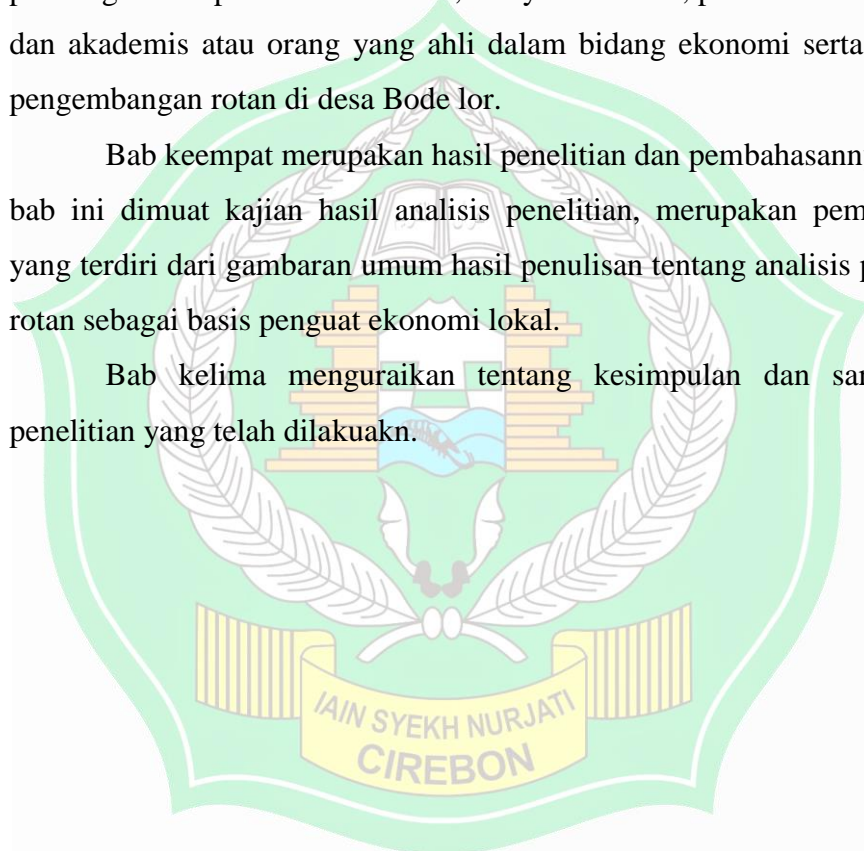 dan akademis atau orang yang ahli dalam bidang ekonomi serta
pengembangan rotan di desa Bode lor.
Bab keempat merupakan hasil penelitian dan
bab ini dimuat kajian hasil analisis penelitian, merupakan
yang terdiri dari gambaran umum hasil penulisan tentang analisis
rotan sebagai basis penguat ekonomi lokal.
Bab kelima menguraikan tentang kesimpulan dan
penelitian yang telah dilakuakn.
IAIN SYEKH NURJATI
CIREBON